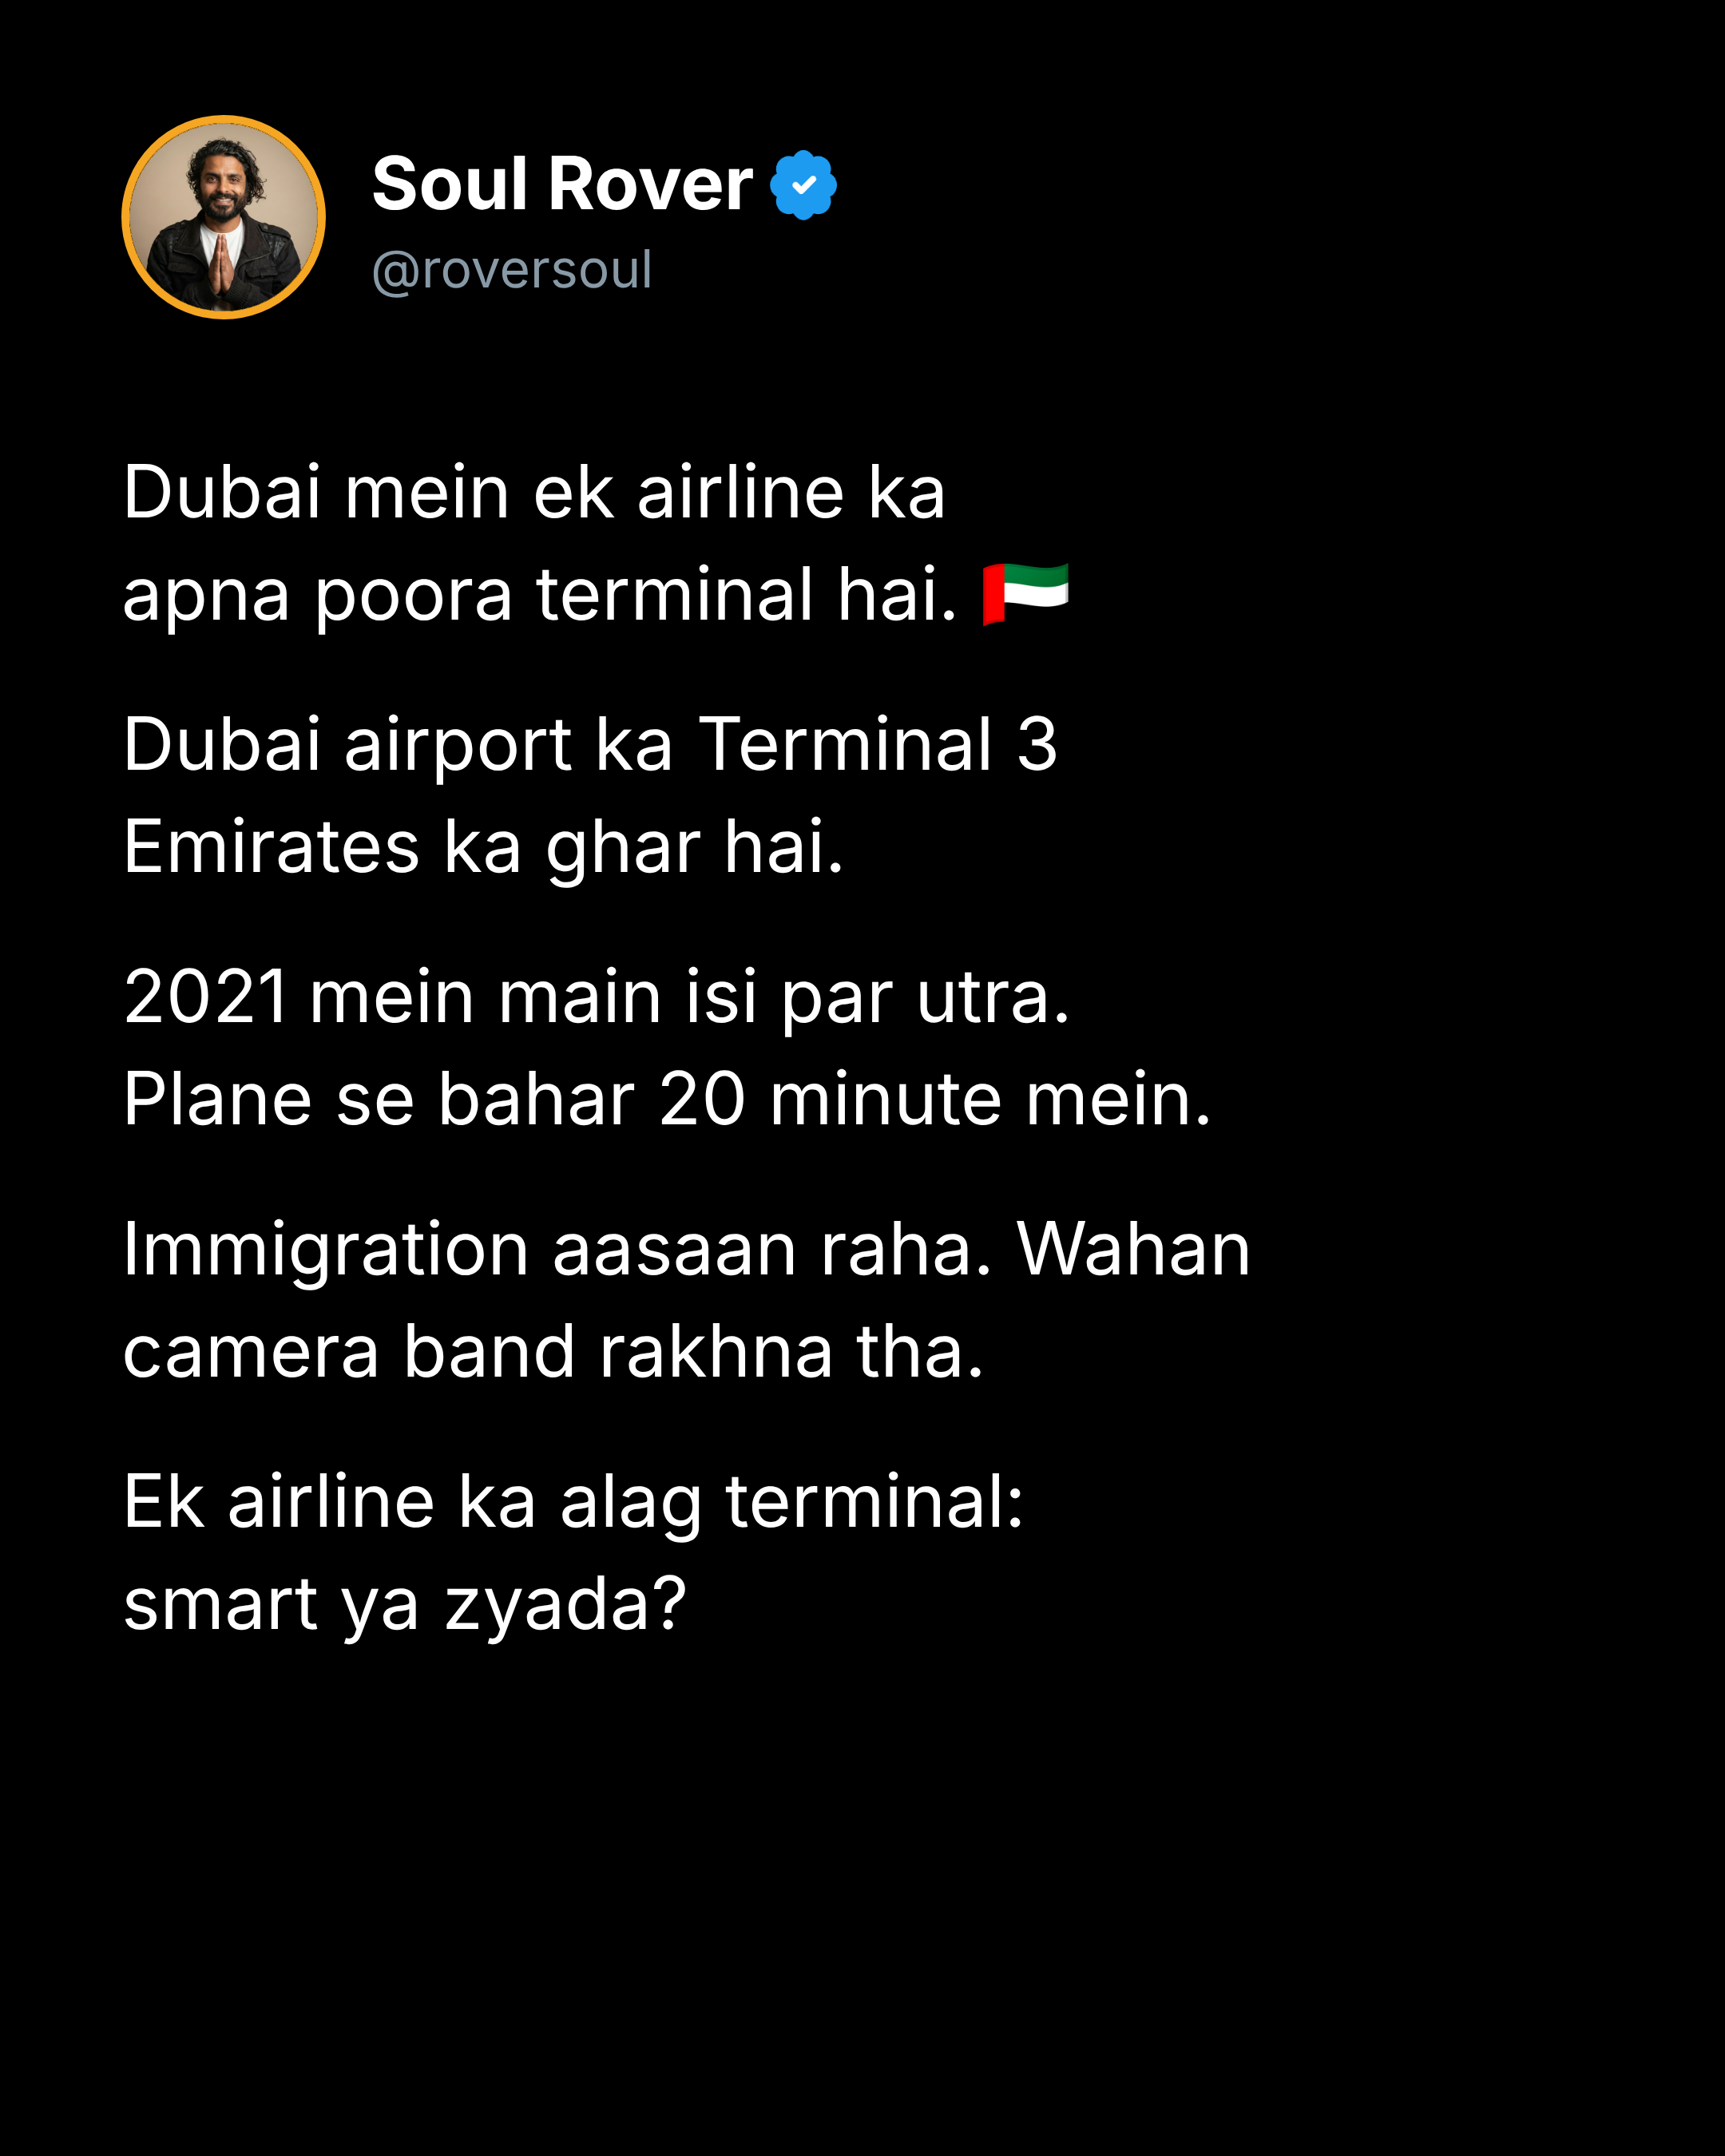 Soul Rover
@roversoul
Dubai mein ek airline ka
apna poora terminal hai. 🇦🇪
Dubai airport ka Terminal 3
Emirates ka ghar hai.
2021 mein main isi par utra.
Plane se bahar 20 minute mein.
Immigration aasaan raha. Wahan
camera band rakhna tha.
Ek airline ka alag terminal:
smart ya zyada?